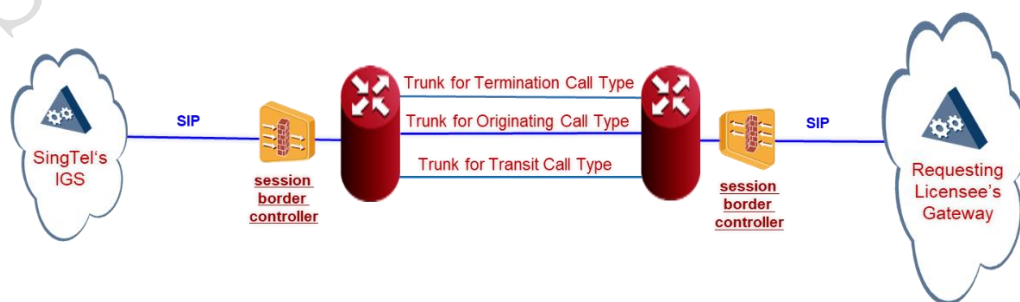 Trunk for Termination Call Type
SIP
Trunk for Originating Call Type
SIP
SingTel's
IGS
Trunk for Transit Call Type
session
border
controller
session
border
controller
Requesting
Licensee's
Gateway